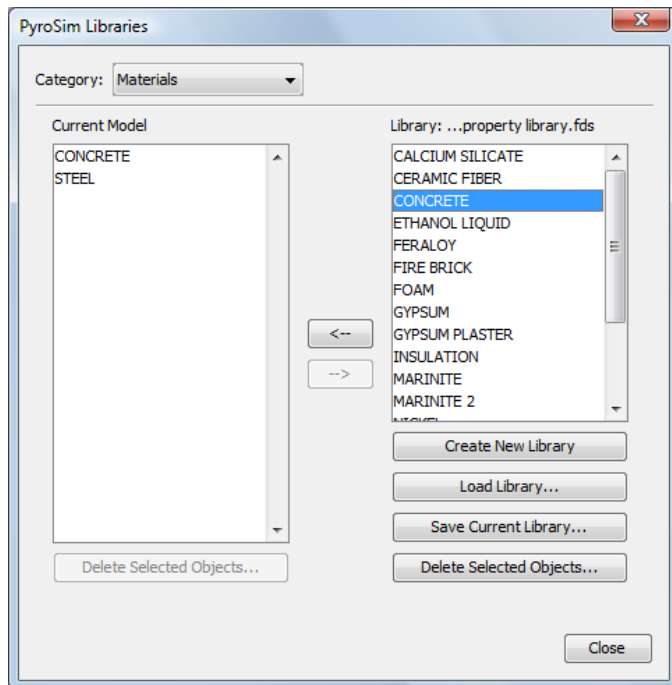 PyroSim Libraries
Category: Materials
Current Model
CONCRETE
STEEL
<--
-->
Delete Selected Objects...
Library: ...property library.fds
CALCIUM SILICATE
CERAMIC FIBER
CONCRETE
ETHANOL LIQUID
FERALOY
FIRE BRICK
FOAM
GYPSUM
GYPSUM PLASTER
INSULATION
MARINITE
MARINITE 2
NICKEL
Create New Library
Load Library...
Save Current Library...
Delete Selected Objects...
Close